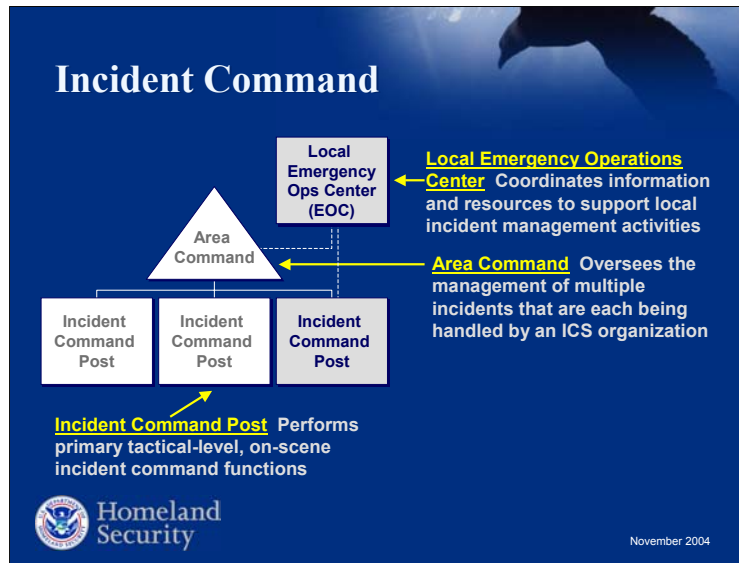 Incident Command
Local
Emergency
Ops Center
(EOC)
Local Emergency Operations
Center Coordinates information
and resources to support local
incident management activities
Area
Command
Area Command Oversees the
management of multiple
incidents that are each being
handled by an ICS organization
Incident
Command
Post
Incident
Command
Post
Incident
Command
Post
Incident Command Post Performs
primary tactical-level, on-scene
incident command functions
Homeland
Security
November 2004